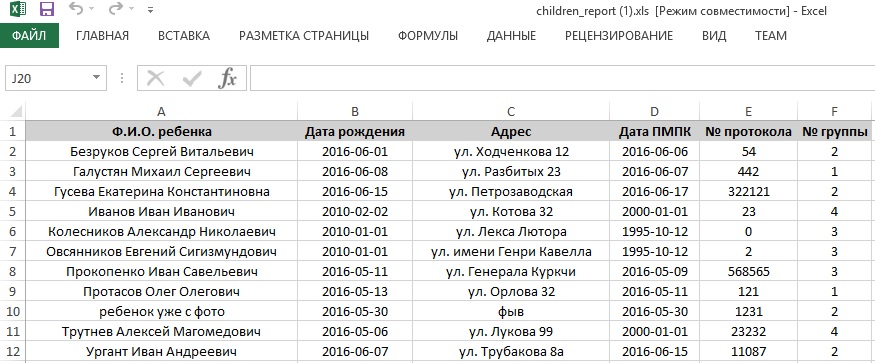 children_report (1).xls [Режим совместимости] - Excel
ФАЙЛ ГЛАВНАЯ ВСТАВКА РАЗМЕТКА СТРАНИЦЫ ФОРМУЛЫ ДАННЫЕ РЕЦЕНЗИРОВАНИЕ ВИД TEAM
J20 fx
A B C D E F
1 Ф.И.О. ребенка Дата рождения Адрес Дата ПМПК № протокола № группы
2 Безруков Сергей Витальевич 2016-06-01 ул. Ходченкова 12 2016-06-06 54 2
3 Галустян Михаил Сергеевич 2016-06-08 ул. Разбитых 23 2016-06-07 442 1
4 Гусева Екатерина Константиновна 2016-06-15 ул. Петрозаводская 2016-06-17 322121 2
5 Иванов Иван Иванович 2010-02-02 ул. Котова 32 2000-01-01 23 4
6 Колесников Александр Николаевич 2010-01-01 ул. Лекса Лютора 1995-10-12 0 3
7 Овсянников Евгений Сигизмундович 2010-01-01 ул. имени Генри Кавелла 1995-10-12 2 3
8 Прокопенко Иван Савельевич 2016-05-11 ул. Генерала Куркчи 2016-05-09 568565 3
9 Протасов Олег Олегович 2016-05-13 ул. Орлова 32 2016-05-11 121 1
10 ребенок уже с фото 2016-05-30 фыв 2016-05-30 1231 2
11 Трутнев Алексей Магомедович 2016-05-06 ул. Лукова 99 2000-01-01 23232 4
12 Ургант Иван Андреевич 2016-06-07 ул. Трубакова 8а 2016-06-15 11087 2